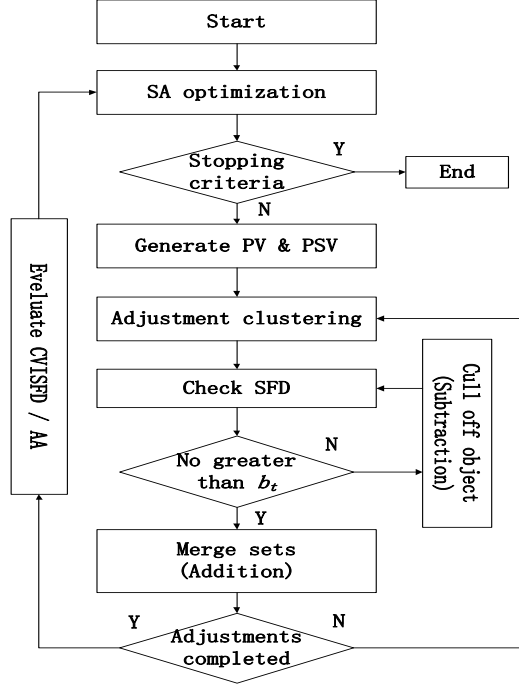 Start
SA optimization
Stopping
criteria
Y
End
N
Generate PV & PSV
Adjustment clustering
Check SFD
No greater
than bₜ
N
Cull off object
(Subtraction)
Y
Merge sets
(Addition)
Adjustments
completed
Y
N
Eveluate CVISFD / AA